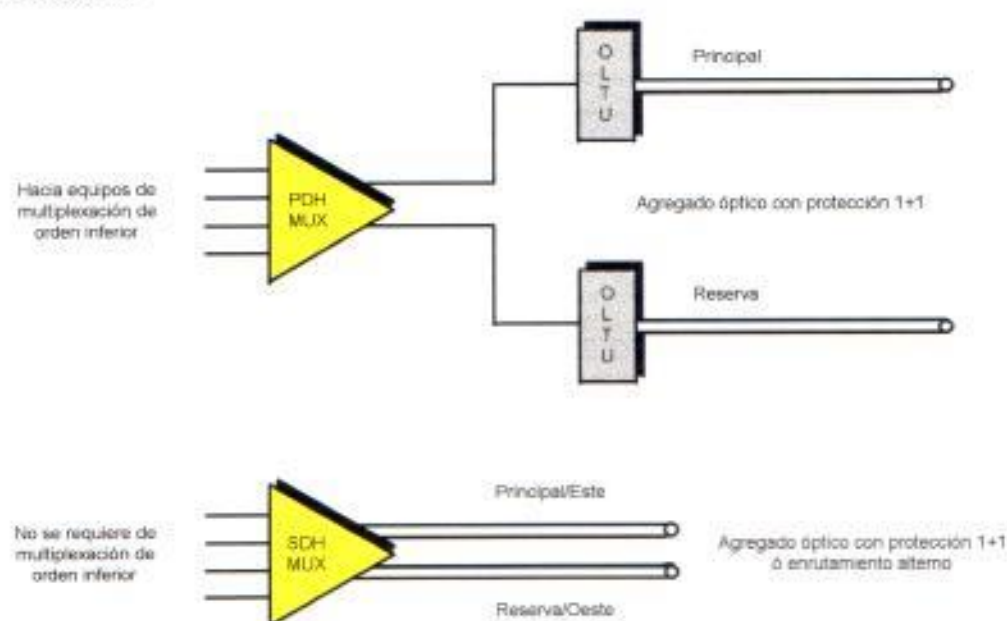 O
L
T
U
Principal
Hacia equipos de
multiplexación de
orden inferior
PDH
MUX
Agregado óptico con protección 1+1
O
L
T
U
Reserva
Principal/Este
No se requiere de
multiplexación de
orden inferior
SDH
MUX
Agregado óptico con protección 1+1
ó enrutamiento alterno
Reserva/Oeste